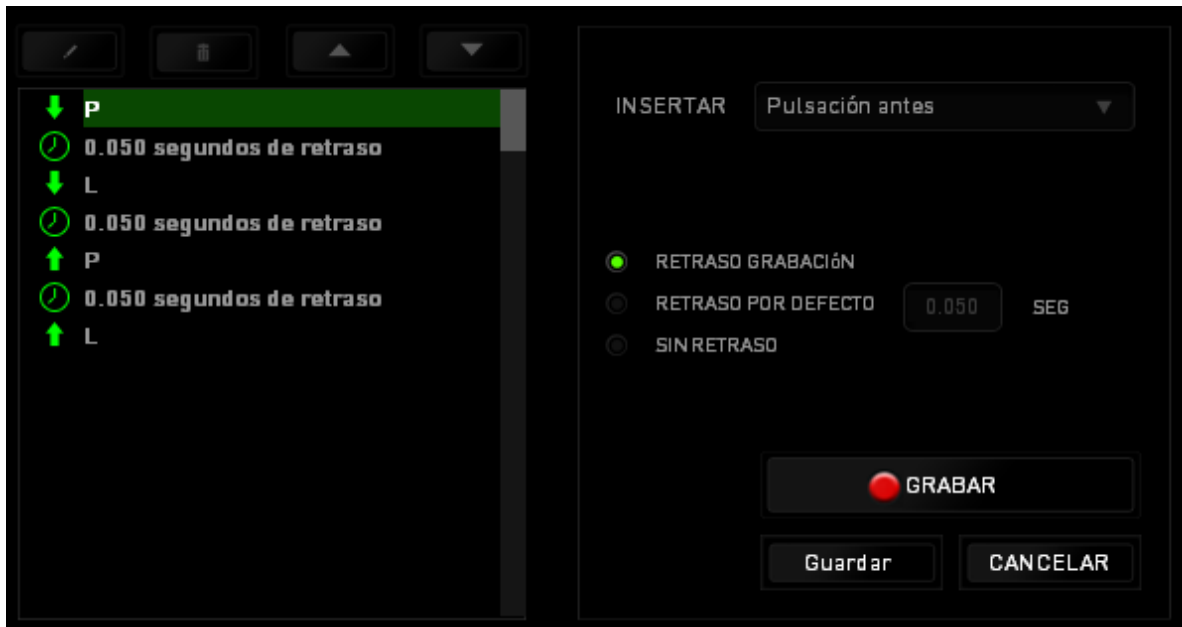 P
0.050 segundos de retraso
L
0.050 segundos de retraso
P
0.050 segundos de retraso
L
INSERTAR Pulsación antes
RETRASO GRABACIóN
RETRASO POR DEFECTO 0.050 SEG
SIN RETRASO
GRABAR
Guardar CANCELAR